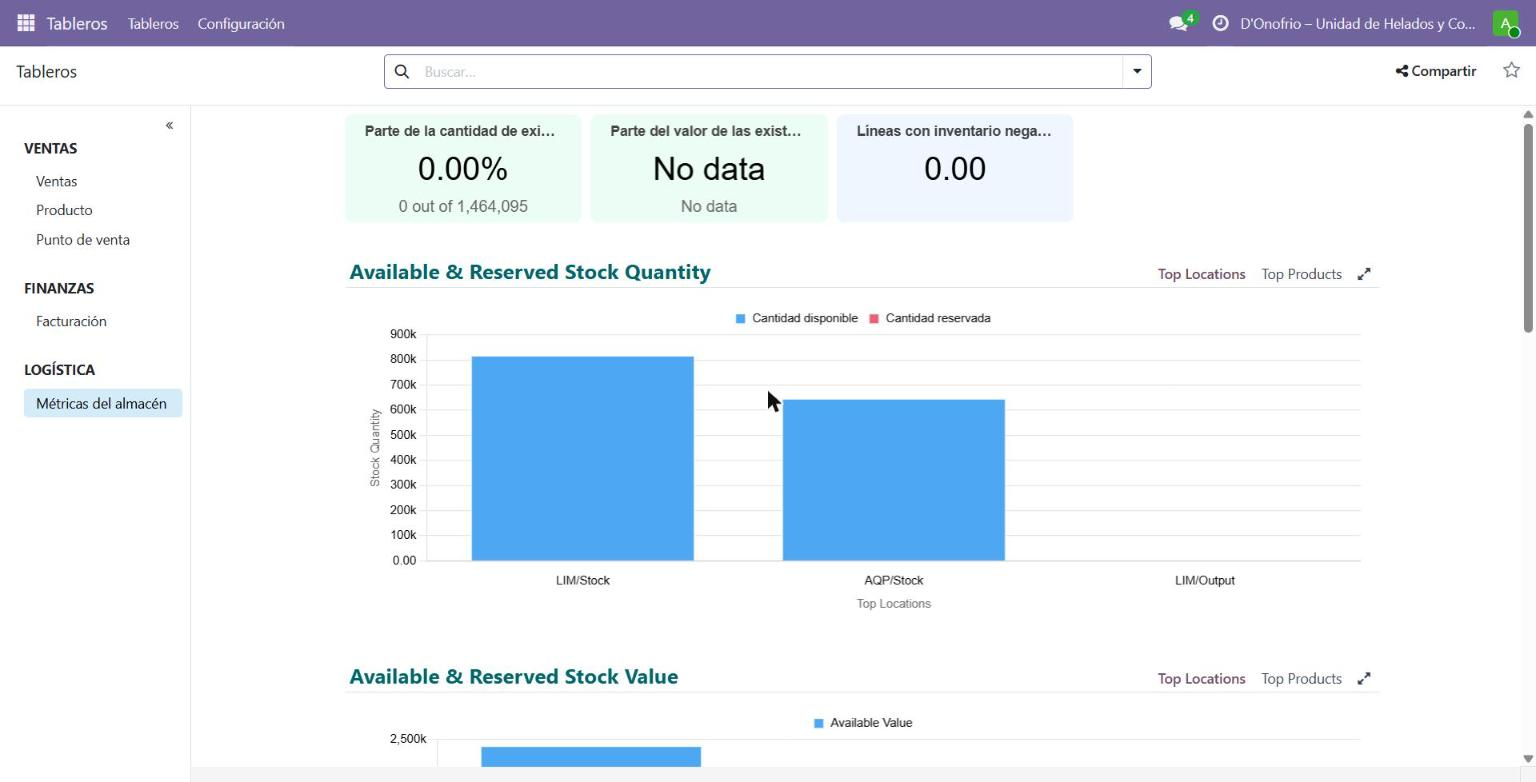 Tableros Tableros Configuración 4 D'Onofrio – Unidad de Helados y Co... A
Tableros Buscar... Compartir
«
VENTAS
Ventas
Producto
Punto de venta
FINANZAS
Facturación
LOGÍSTICA
Métricas del almacén
Parte de la cantidad de exi...
0.00%
0 out of 1,464,095
Parte del valor de las exist...
No data
No data
Líneas con inventario nega...
0.00
Available & Reserved Stock Quantity Top Locations Top Products
Cantidad disponible Cantidad reservada
900k
800k
700k
600k
500k
400k
300k
200k
100k
0.00
Stock Quantity
LIM/Stock AQP/Stock LIM/Output
Top Locations
Available & Reserved Stock Value Top Locations Top Products
Available Value
2,500k